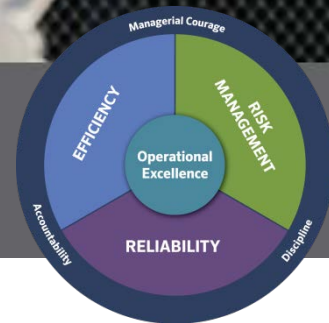 Managerial Courage
EFFICIENCY
RISK
MANAGEMENT
Operational
Excellence
RELIABILITY
Accountability
Discipline